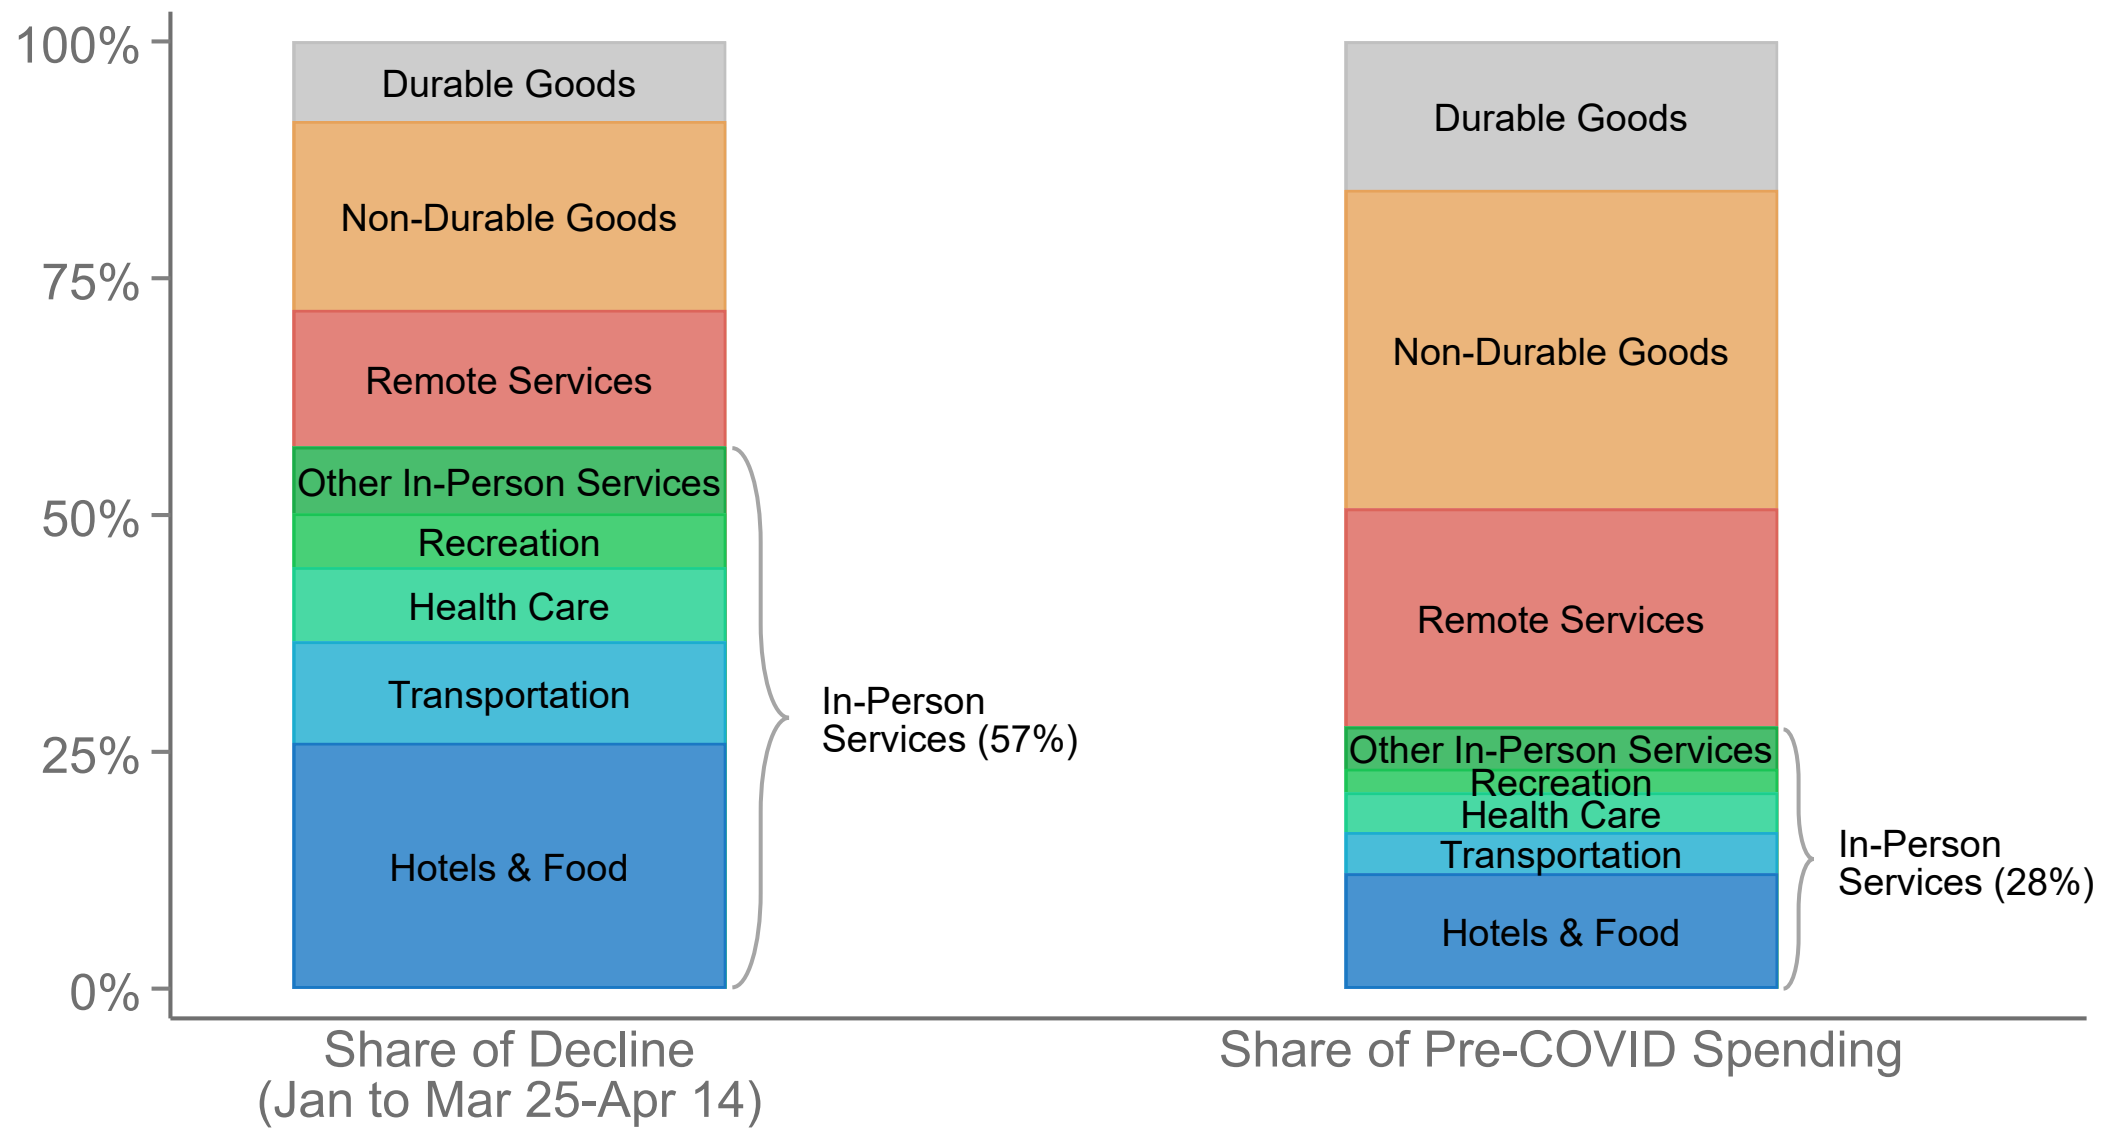 100%
75%
50%
25%
0%
Durable Goods
Non-Durable Goods
Remote Services
Other In-Person Services
Recreation
Health Care
Transportation
Hotels & Food
In-Person
Services (57%)
Durable Goods
Non-Durable Goods
Remote Services
Other In-Person Services
Recreation
Health Care
Transportation
Hotels & Food
In-Person
Services (28%)
Share of Decline
(Jan to Mar 25-Apr 14)
Share of Pre-COVID Spending